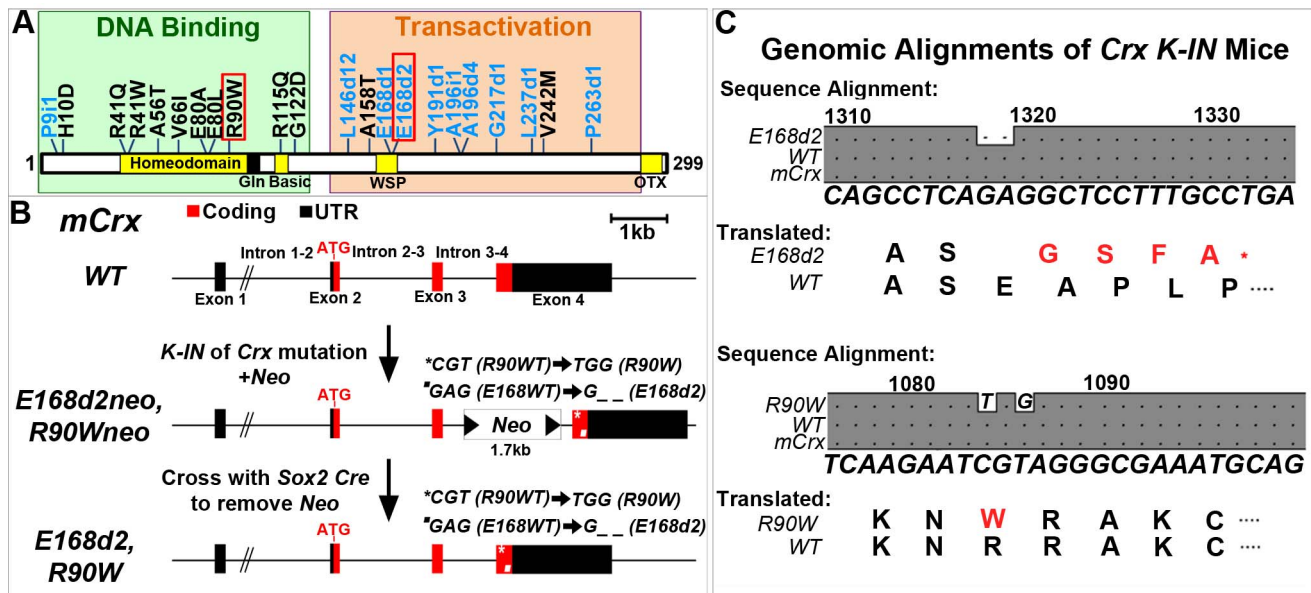 A
DNA Binding
Transactivation
P9i1
H10D
R41Q
R41W
A56T
V66I
E80A
E80L
R90W
R115Q
G122D
L146d12
A158T
E168d1
E168d2
Y191d1
A196i1
A196d4
G217d1
L237d1
V242M
P263d1
1
Homeodomain
299
Gln Basic
WSP
OTX
B
mCrx
Coding
UTR
1kb
WT
Intron 1-2
ATG
Intron 2-3
Intron 3-4
Exon 1
Exon 2
Exon 3
Exon 4
K-IN of Crx mutation
+Neo
*CGT (R90WT)→TGG (R90W)
▪GAG (E168WT)→G_ _ (E168d2)
E168d2neo,
R90Wneo
ATG
Neo
*
1.7kb
Cross with Sox2 Cre
to remove Neo
*CGT (R90WT)→TGG (R90W)
▪GAG (E168WT)→G_ _ (E168d2)
E168d2,
R90W
ATG
*
C
Genomic Alignments of Crx K-IN Mice
Sequence Alignment:
1310 1320 1330
E168d2 . . . . . . . . - - . . . . . . . . . . . . . . .
WT . . . . . . . . . . . . . . . . . . . . . . . . .
mCrx . . . . . . . . . . . . . . . . . . . . . . . . .
CAGCCTCAGAGGCTCCTTTGCCTGA
Translated:
E168d2 A S G S F A *
WT A S E A P L P ....
Sequence Alignment:
1080 1090
R90W . . . . . . . . T . G . . . . . . . . . . . . . .
WT . . . . . . . . . . . . . . . . . . . . . . . . .
mCrx . . . . . . . . . . . . . . . . . . . . . . . . .
TCAAGAATCGTAGGGCGAAATGCAG
Translated:
R90W K N W R A K C ....
WT K N R R A K C ....